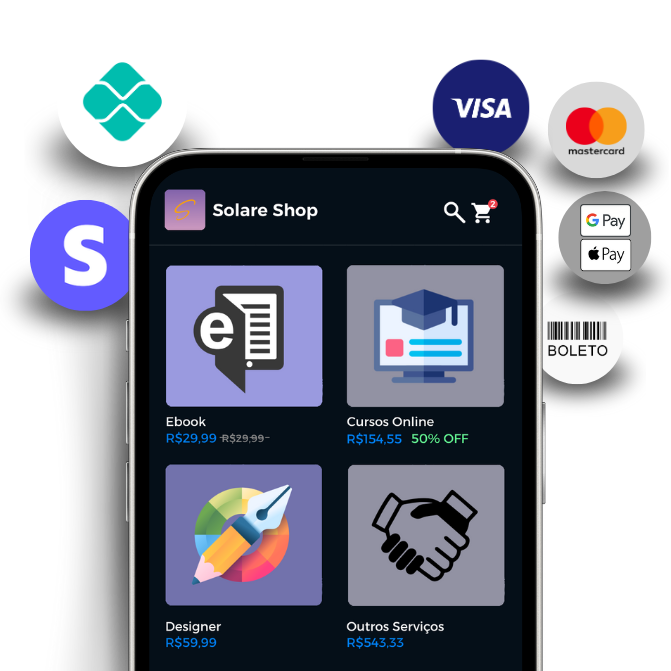 VISA
mastercard
S
G Pay
Pay
BOLETO
S
Solare Shop
2
e
Ebook
R$29,99 R$29,99
Cursos Online
R$154,55 50% OFF
Designer
R$59,99
Outros Serviços
R$543,33